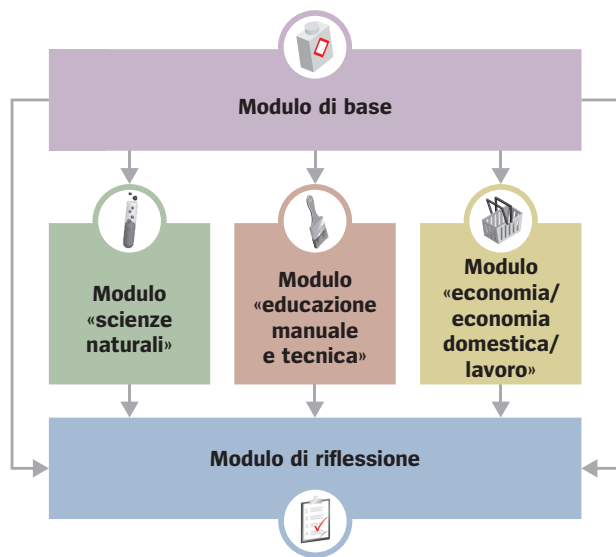 Modulo di base
Modulo
«scienze
naturali»
Modulo
«educazione
manuale
e tecnica»
Modulo
«economia/
economia
domestica/
lavoro»
Modulo di riflessione